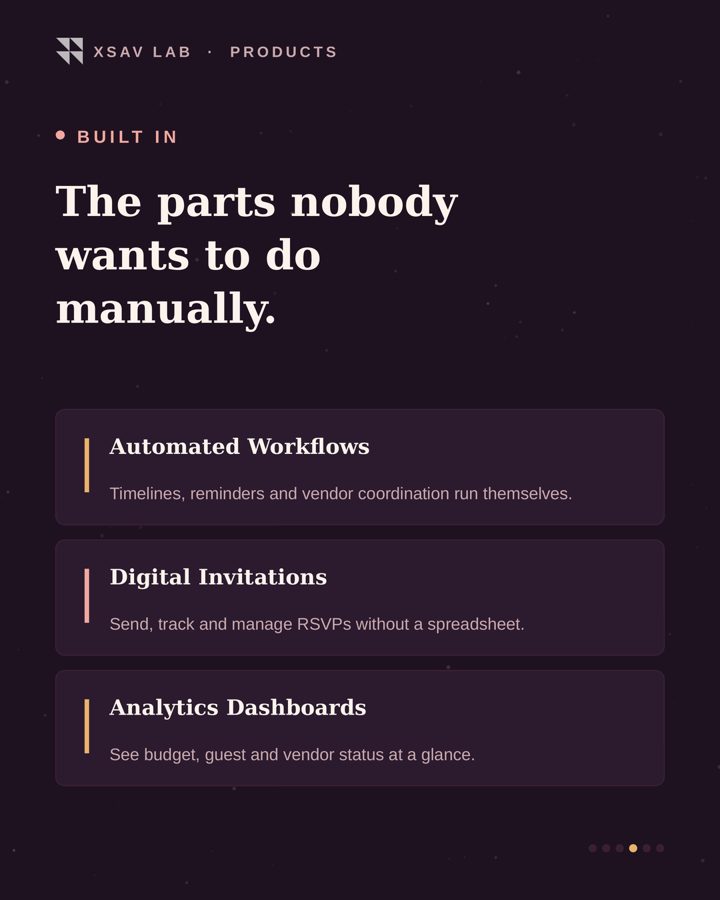 XSAV LAB · PRODUCTS
BUILT IN
The parts nobody
wants to do
manually.
Automated Workflows
Timelines, reminders and vendor coordination run themselves.
Digital Invitations
Send, track and manage RSVPs without a spreadsheet.
Analytics Dashboards
See budget, guest and vendor status at a glance.